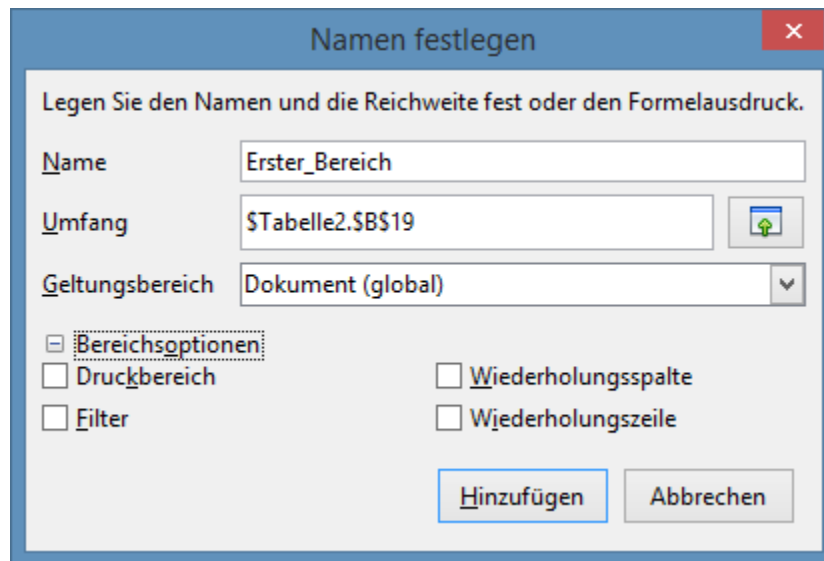 Namen festlegen
Legen Sie den Namen und die Reichweite fest oder den Formelausdruck.
Name Erster_Bereich
Umfang $Tabelle2.$B$19
Geltungsbereich Dokument (global)
Bereichsoptionen
Druckbereich Wiederholungsspalte
Filter Wiederholungszeile
Hinzufügen Abbrechen